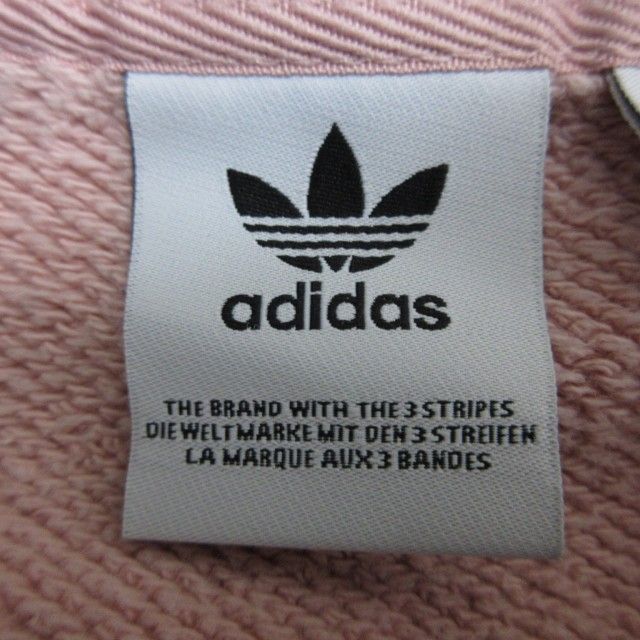 adidas
THE BRAND WITH THE 3 STRIPES
DIE WELTMARKE MIT DEN 3 STREIFEN
LA MARQUE AUX 3 BANDES